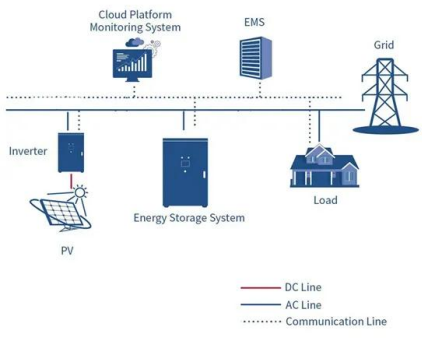 Cloud Platform
Monitoring System
EMS
Grid
Inverter
Energy Storage System
Load
PV
DC Line
AC Line
Communication Line